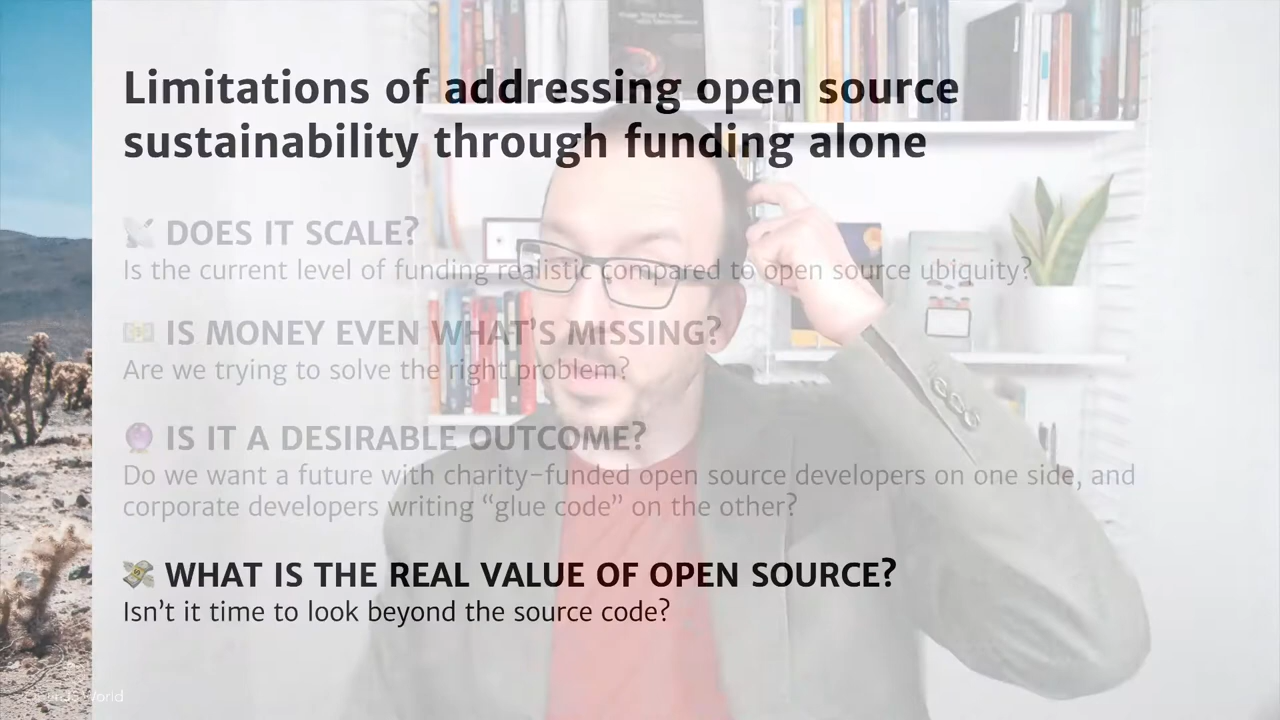 Limitations of addressing open source
sustainability through funding alone
DOES IT SCALE?
Is the current level of funding realistic compared to open source ubiquity?
IS MONEY EVEN WHAT'S MISSING?
Are we trying to solve the right problem?
IS IT A DESIRABLE OUTCOME?
Do we want a future with charity–funded open source developers on one side, and
corporate developers writing “glue code” on the other?
WHAT IS THE REAL VALUE OF OPEN SOURCE?
Isn’t it time to look beyond the source code?
World